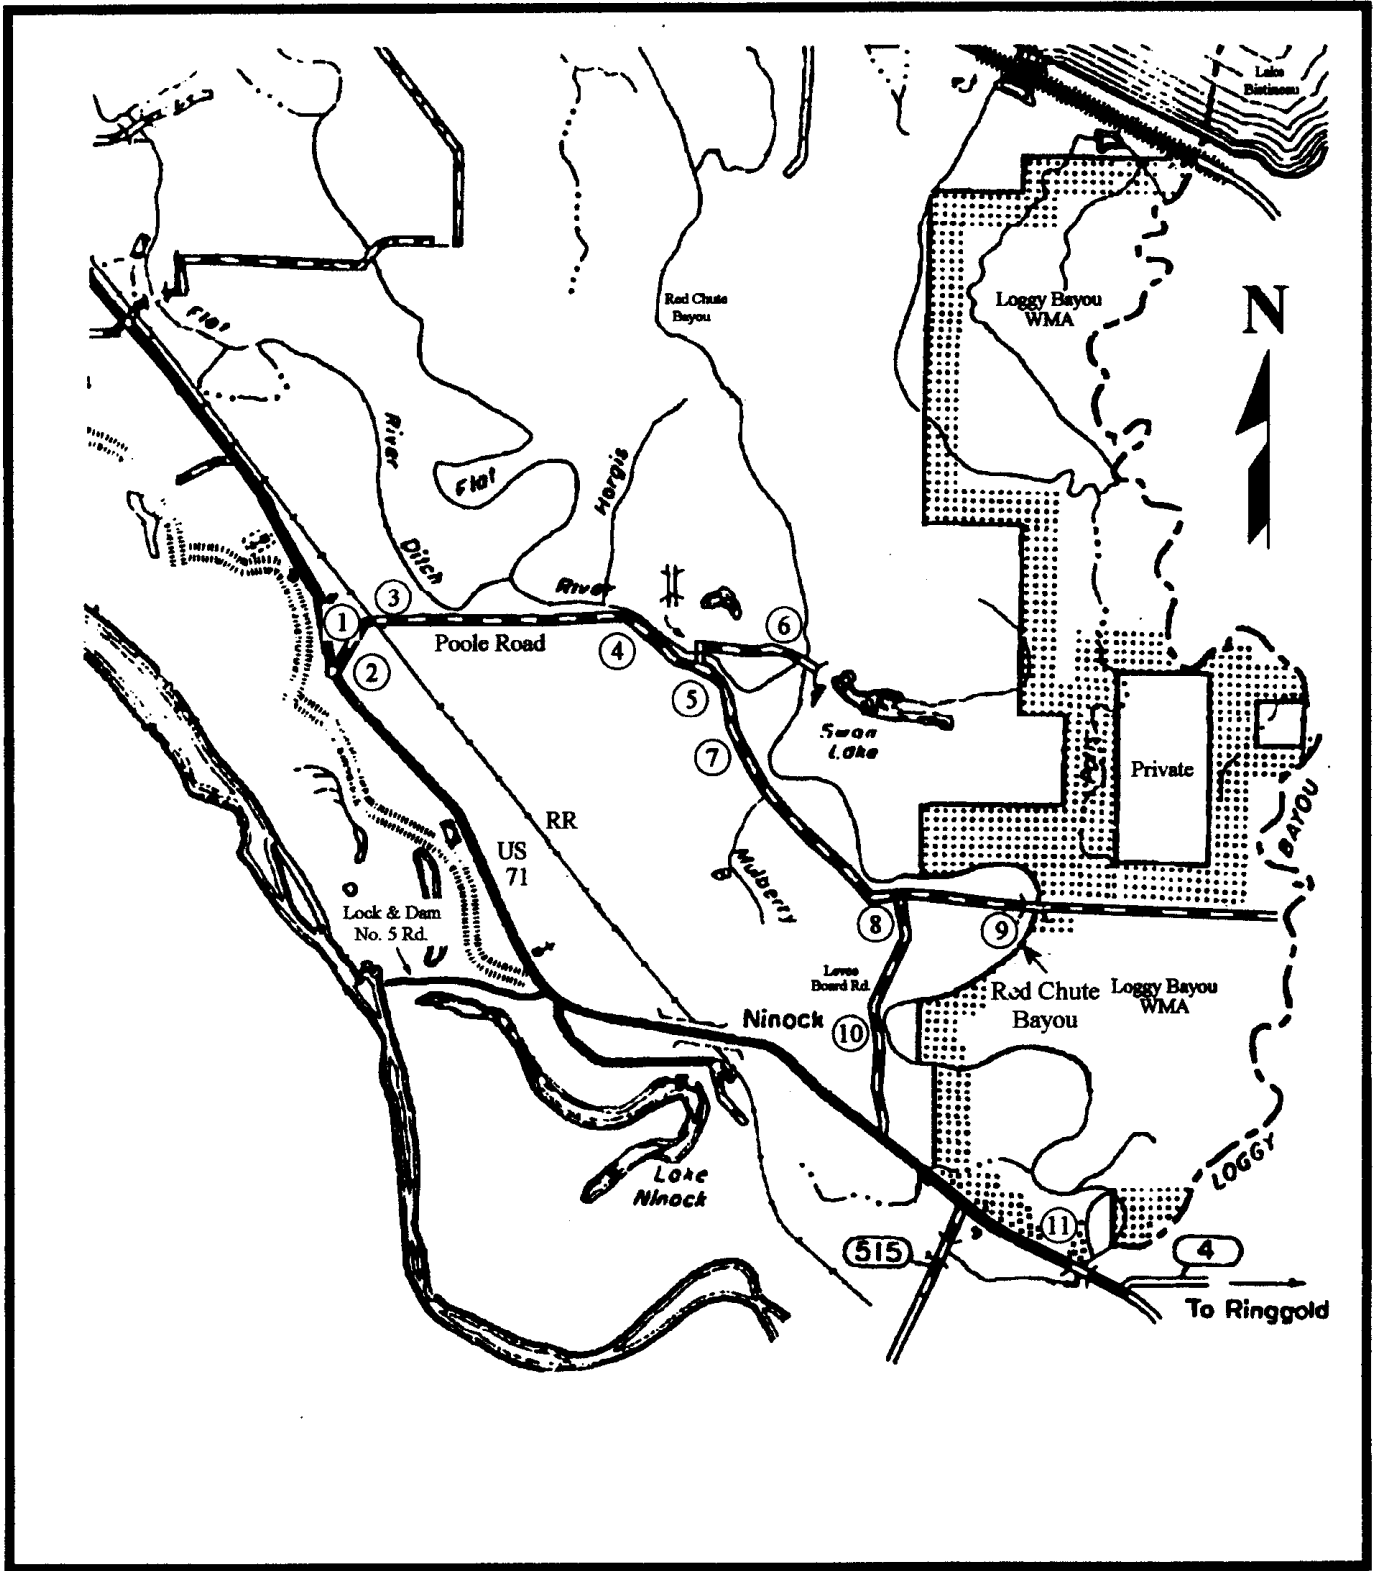 Lake
Bistineau
Red Chute
Bayou
Loggy Bayou
WMA
N
Flat
River
Ditch
Flat
Horgis
River
3
1
2
Poole Road
4
5
6
7
Swan
Lake
Private
BAYOU
RR
US
71
Mulberry
Lock & Dam
No. 5 Rd.
8
9
Levee
Board Rd.
Red Chute
Bayou
Loggy Bayou
WMA
Ninock
10
LOGGY
Lake
Ninock
11
515
4
To Ringgold